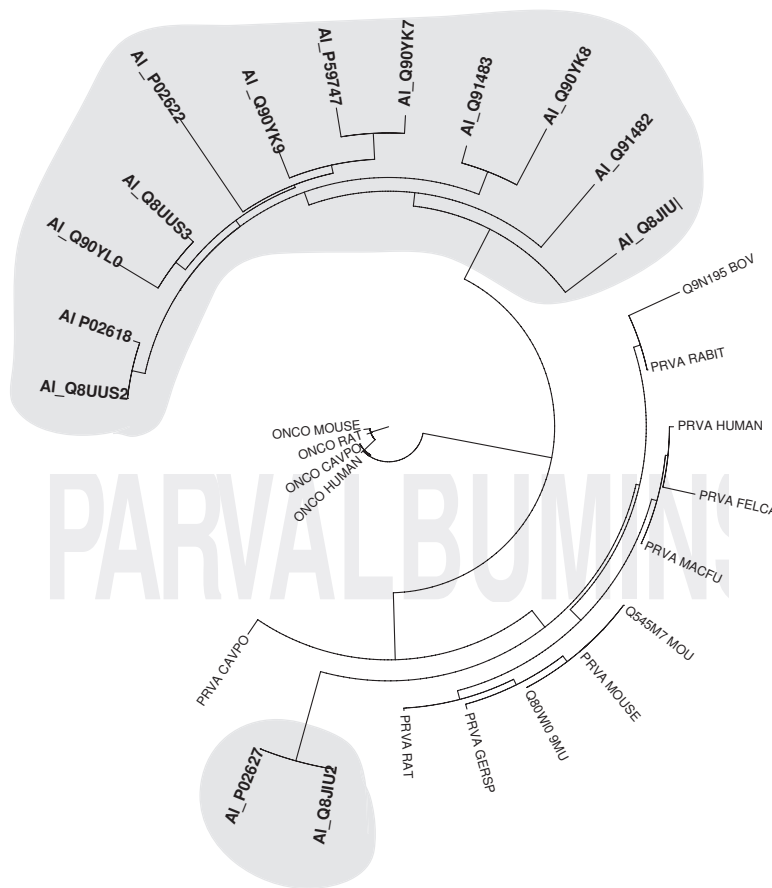 AI_P02622
AI_Q90YK9
AI_P59747
AI_Q90YK7
AI_Q91483
AI_Q90YK8
AI_Q91482
AI_Q8JIU
AI_Q8UUS3
AI_Q90YL0
AI P02618
AI_Q8UUS2
Q9N195 BOV
PRVA RABIT
PRVA HUMAN
PRVA FELCA
PRVA MACFU
Q545M7 MOU
PRVA MOUSE
Q80WI0 9MU
PRVA GERSP
PRVA RAT
PRVA CAVPO
AI_P02627
AI_Q8JIU2
ONCO MOUSE
ONCO RAT
ONCO CAVPO
ONCO HUMAN
PARVALBUMINS